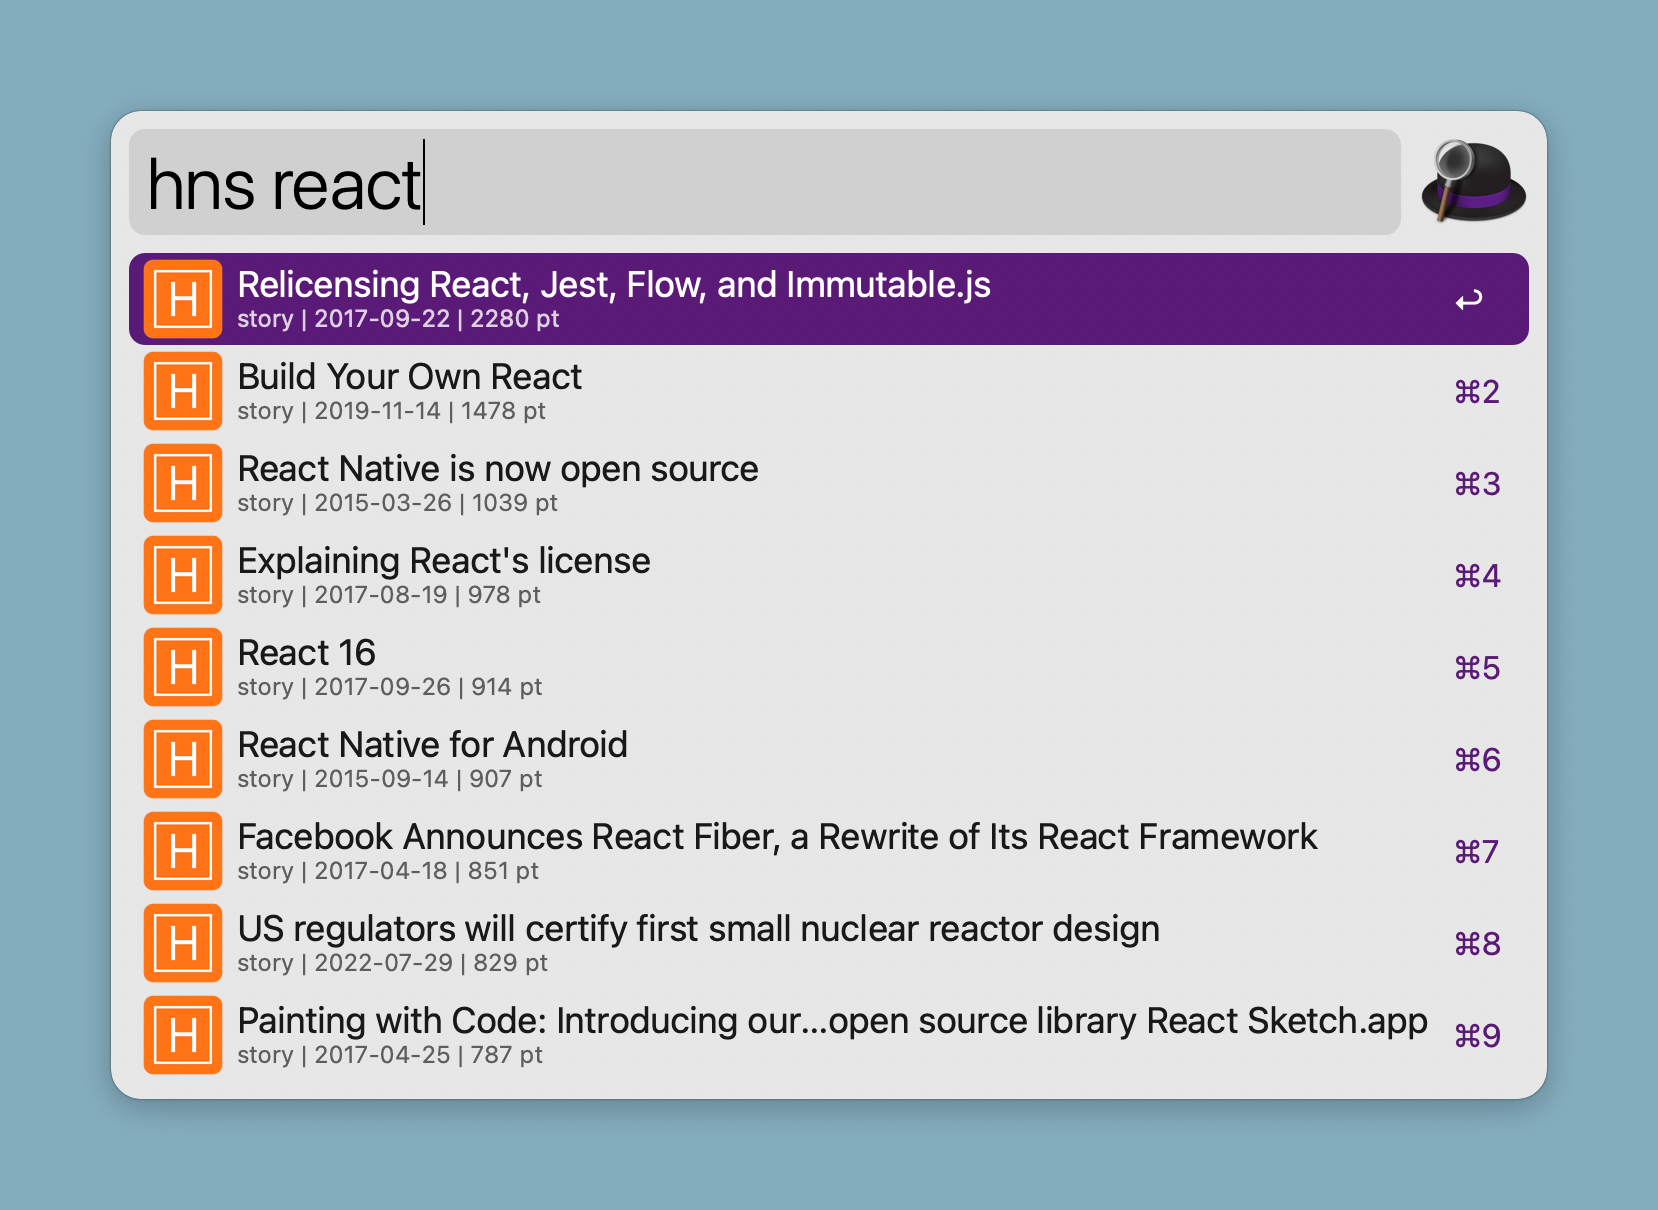 hns react
H
Relicensing React, Jest, Flow, and Immutable.js
story | 2017-09-22 | 2280 pt
↩
H
Build Your Own React
story | 2019-11-14 | 1478 pt
⌘2
H
React Native is now open source
story | 2015-03-26 | 1039 pt
⌘3
H
Explaining React's license
story | 2017-08-19 | 978 pt
⌘4
H
React 16
story | 2017-09-26 | 914 pt
⌘5
H
React Native for Android
story | 2015-09-14 | 907 pt
⌘6
H
Facebook Announces React Fiber, a Rewrite of Its React Framework
story | 2017-04-18 | 851 pt
⌘7
H
US regulators will certify first small nuclear reactor design
story | 2022-07-29 | 829 pt
⌘8
H
Painting with Code: Introducing our...open source library React Sketch.app
story | 2017-04-25 | 787 pt
⌘9